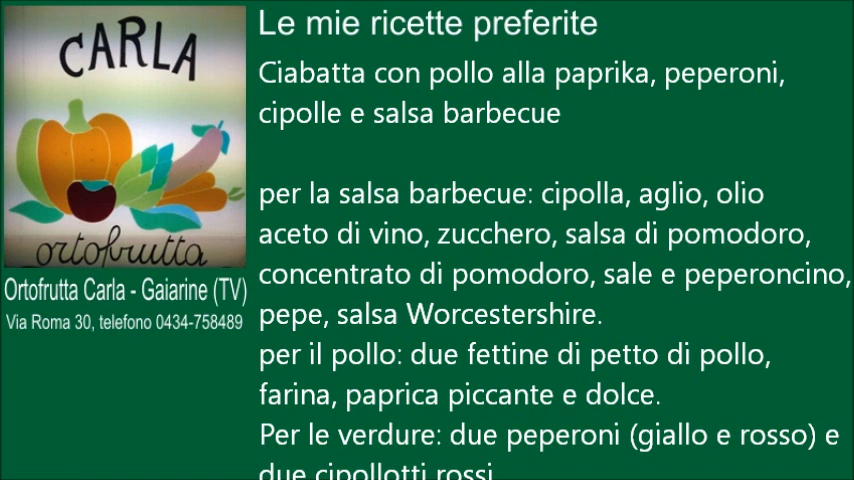 CARLA
ortofrutta
Ortofrutta Carla - Gaiarine (TV)
Via Roma 30, telefono 0434-758489
Le mie ricette preferite
Ciabatta con pollo alla paprika, peperoni,
cipolle e salsa barbecue
per la salsa barbecue: cipolla, aglio, olio
aceto di vino, zucchero, salsa di pomodoro,
concentrato di pomodoro, sale e peperoncino,
pepe, salsa Worcestershire.
per il pollo: due fettine di petto di pollo,
farina, paprica piccante e dolce.
Per le verdure: due peperoni (giallo e rosso) e
due cipollotti rossi